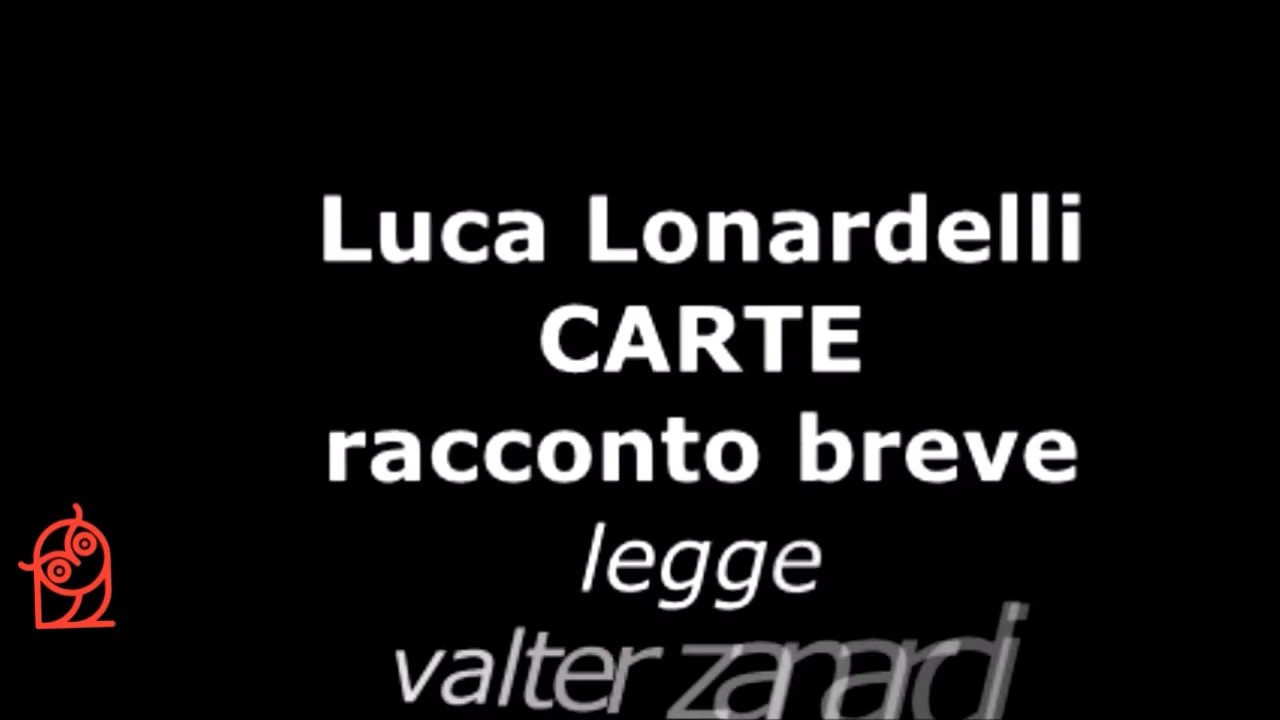 Luca Lonardelli
CARTE
racconto breve
legge
valter zanardi